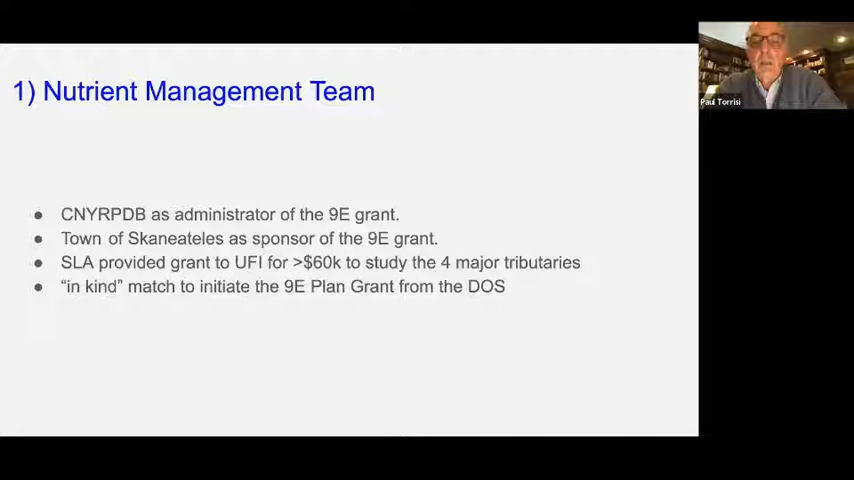 1) Nutrient Management Team
Paul Torrisi
● CNYRPDB as administrator of the 9E grant.
● Town of Skaneateles as sponsor of the 9E grant.
● SLA provided grant to UFI for >$60k to study the 4 major tributaries
● “in kind” match to initiate the 9E Plan Grant from the DOS